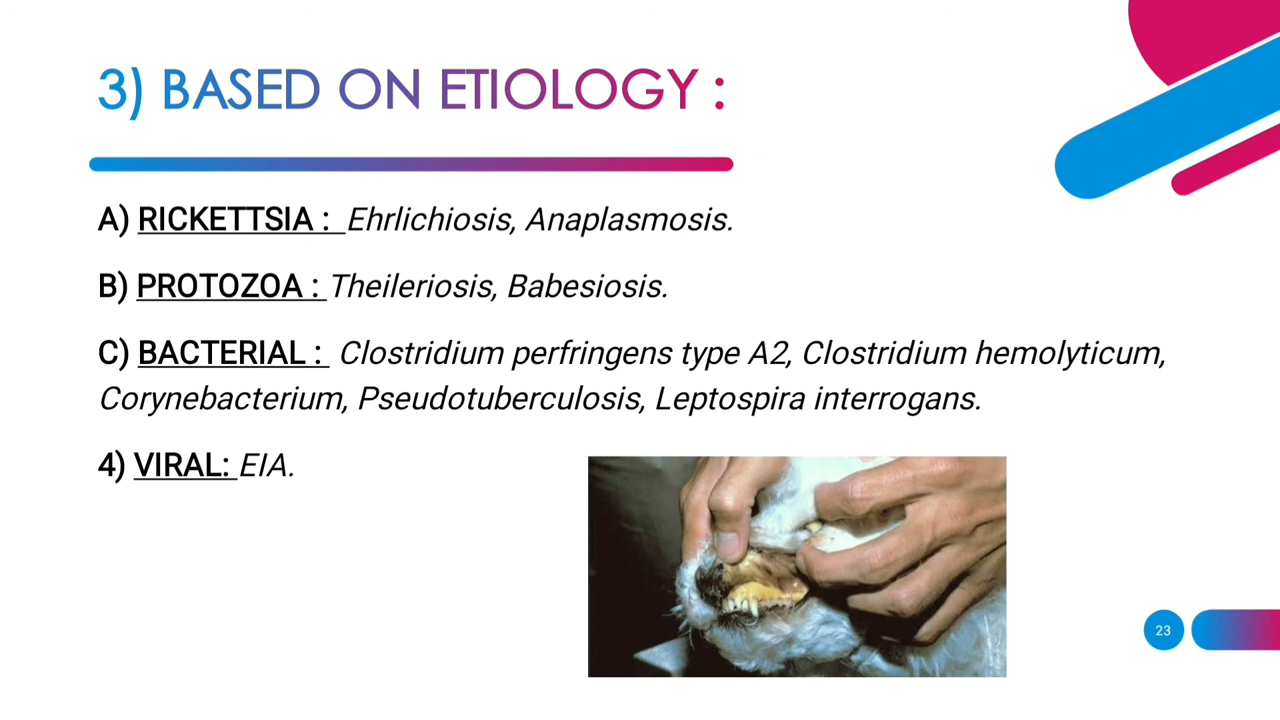 3) BASED ON ETIOLOGY :
A) RICKETTSIA : Ehrlichiosis, Anaplasmosis.
B) PROTOZOA : Theileriosis, Babesiosis.
C) BACTERIAL : Clostridium perfringens type A2, Clostridium hemolyticum,
Corynebacterium, Pseudotuberculosis, Leptospira interrogans.
4) VIRAL: EIA.
23